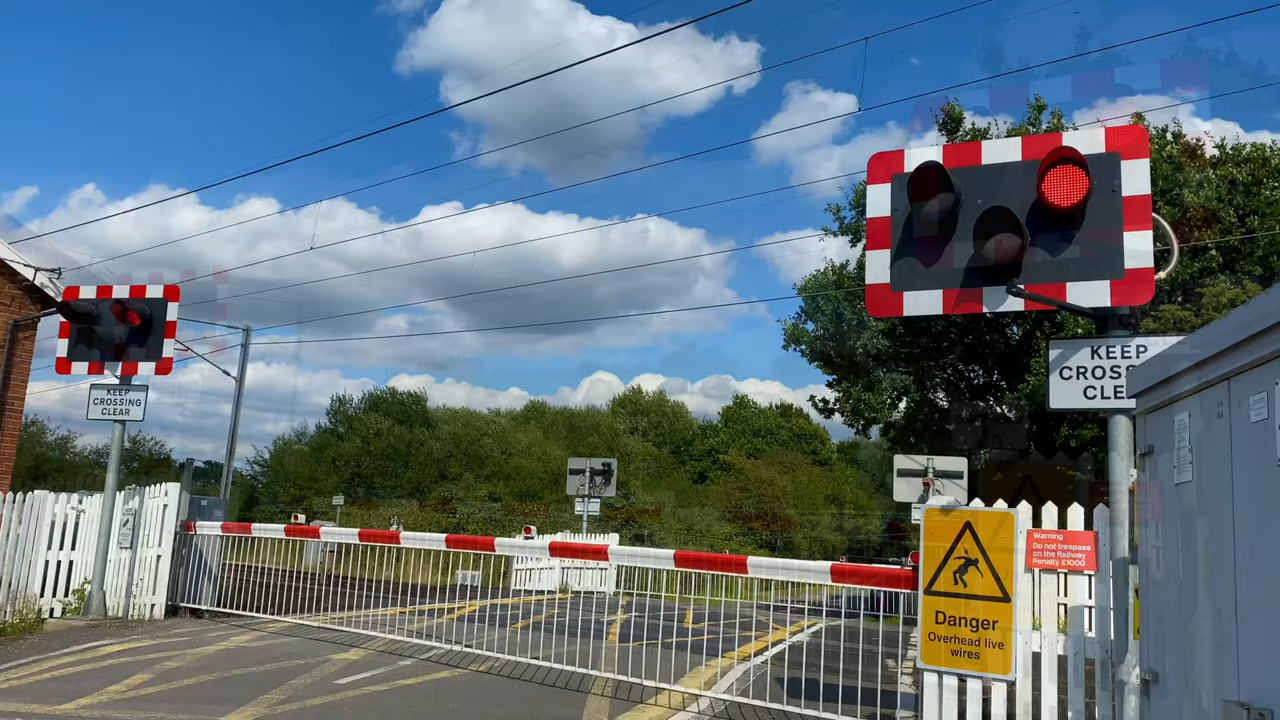 KEEP
CROSSING
CLEAR
KEEP
CROSS
CLE
Warning
Do not trespass
on the Railway
Penalty £1000
Danger
Overhead live
wires